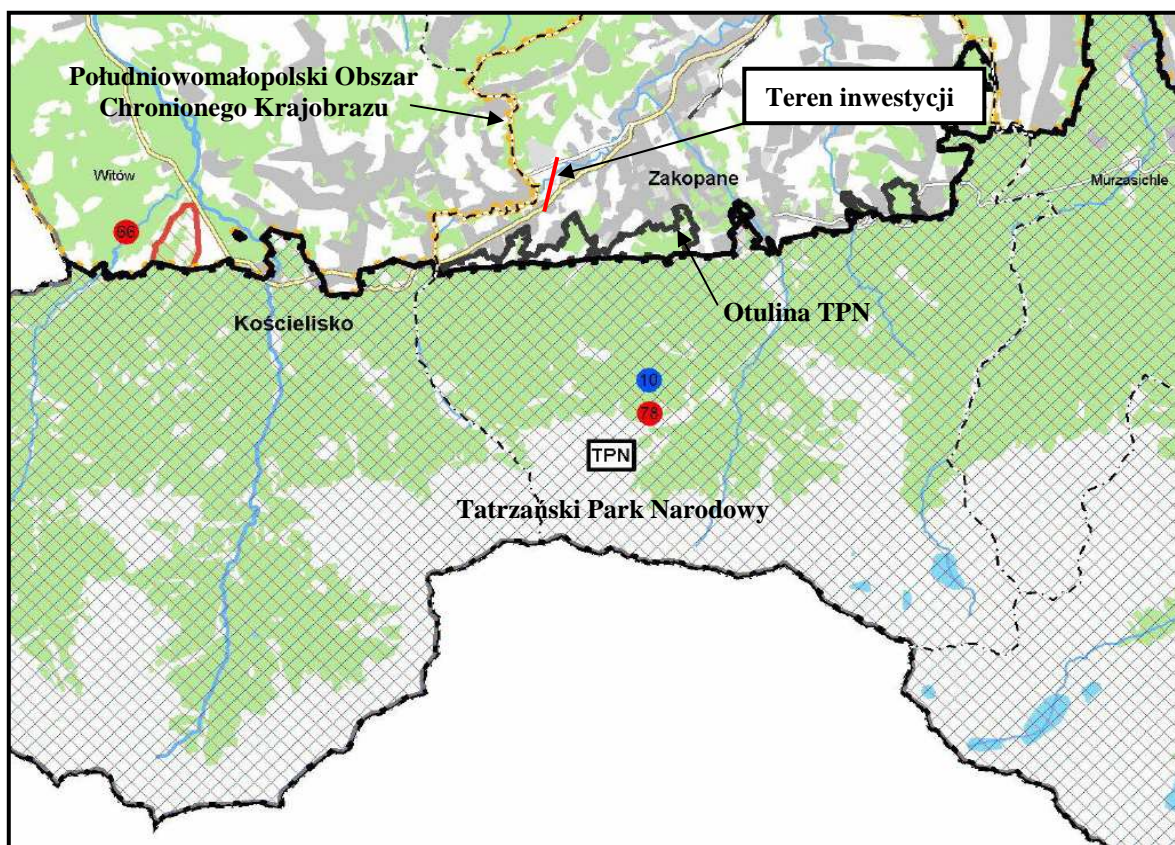 Południowomałopolski Obszar
Chronionego Krajobrazu
Teren inwestycji
Witów
Zakopane
Murzasichle
66
Otulina TPN
Kościelisko
10
78
TPN
Tatrzański Park Narodowy